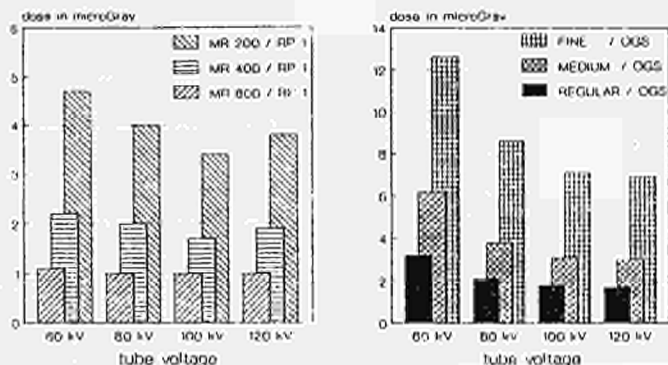 dose in microGray
6
5
4
3
2
1
0
MR 200 / RP 1
MR 400 / RP 1
MR 800 / RP 1
60 kV 80 kV 100 kV 120 kV
tube voltage
dose in microGray
14
12
10
8
6
4
2
0
FINE / OGS
MEDIUM / OGS
REGULAR / OGS
60 kV 80 kV 100 kV 120 kV
tube voltage